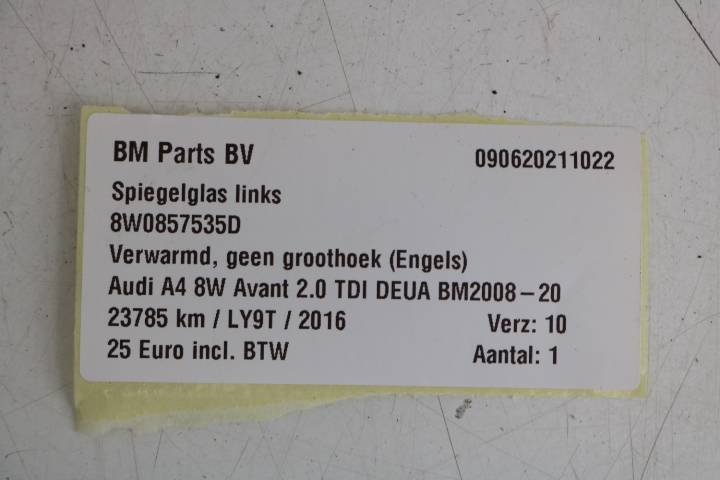 BM Parts BV 090620211022
Spiegelglas links
8W0857535D
Verwarmd, geen groothoek (Engels)
Audi A4 8W Avant 2.0 TDI DEUA BM2008-20
23785 km / LY9T / 2016 Verz: 10
25 Euro incl. BTW Aantal: 1